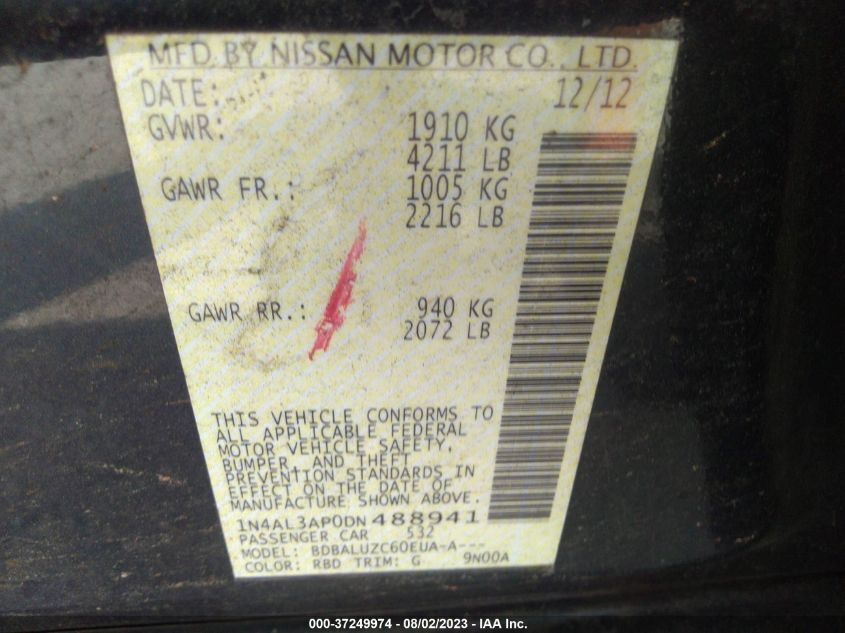 MFD BY NISSAN MOTOR CO., LTD.
DATE: 12/12
GVWR: 1910 KG
4211 LB
GAWR FR.: 1005 KG
2216 LB
GAWR RR.: 940 KG
2072 LB
THIS VEHICLE CONFORMS TO
ALL APPLICABLE FEDERAL
MOTOR VEHICLE SAFETY,
BUMPER, AND THEFT
PREVENTION STANDARDS IN
EFFECT ON THE DATE OF
MANUFACTURE SHOWN ABOVE.
1N4AL3AP0DN488941
PASSENGER CAR 532
MODEL: BDBALUZC60EUA-A---
COLOR: RBD TRIM: G 9N00A
000-37249974 - 08/02/2023 - IAA Inc.